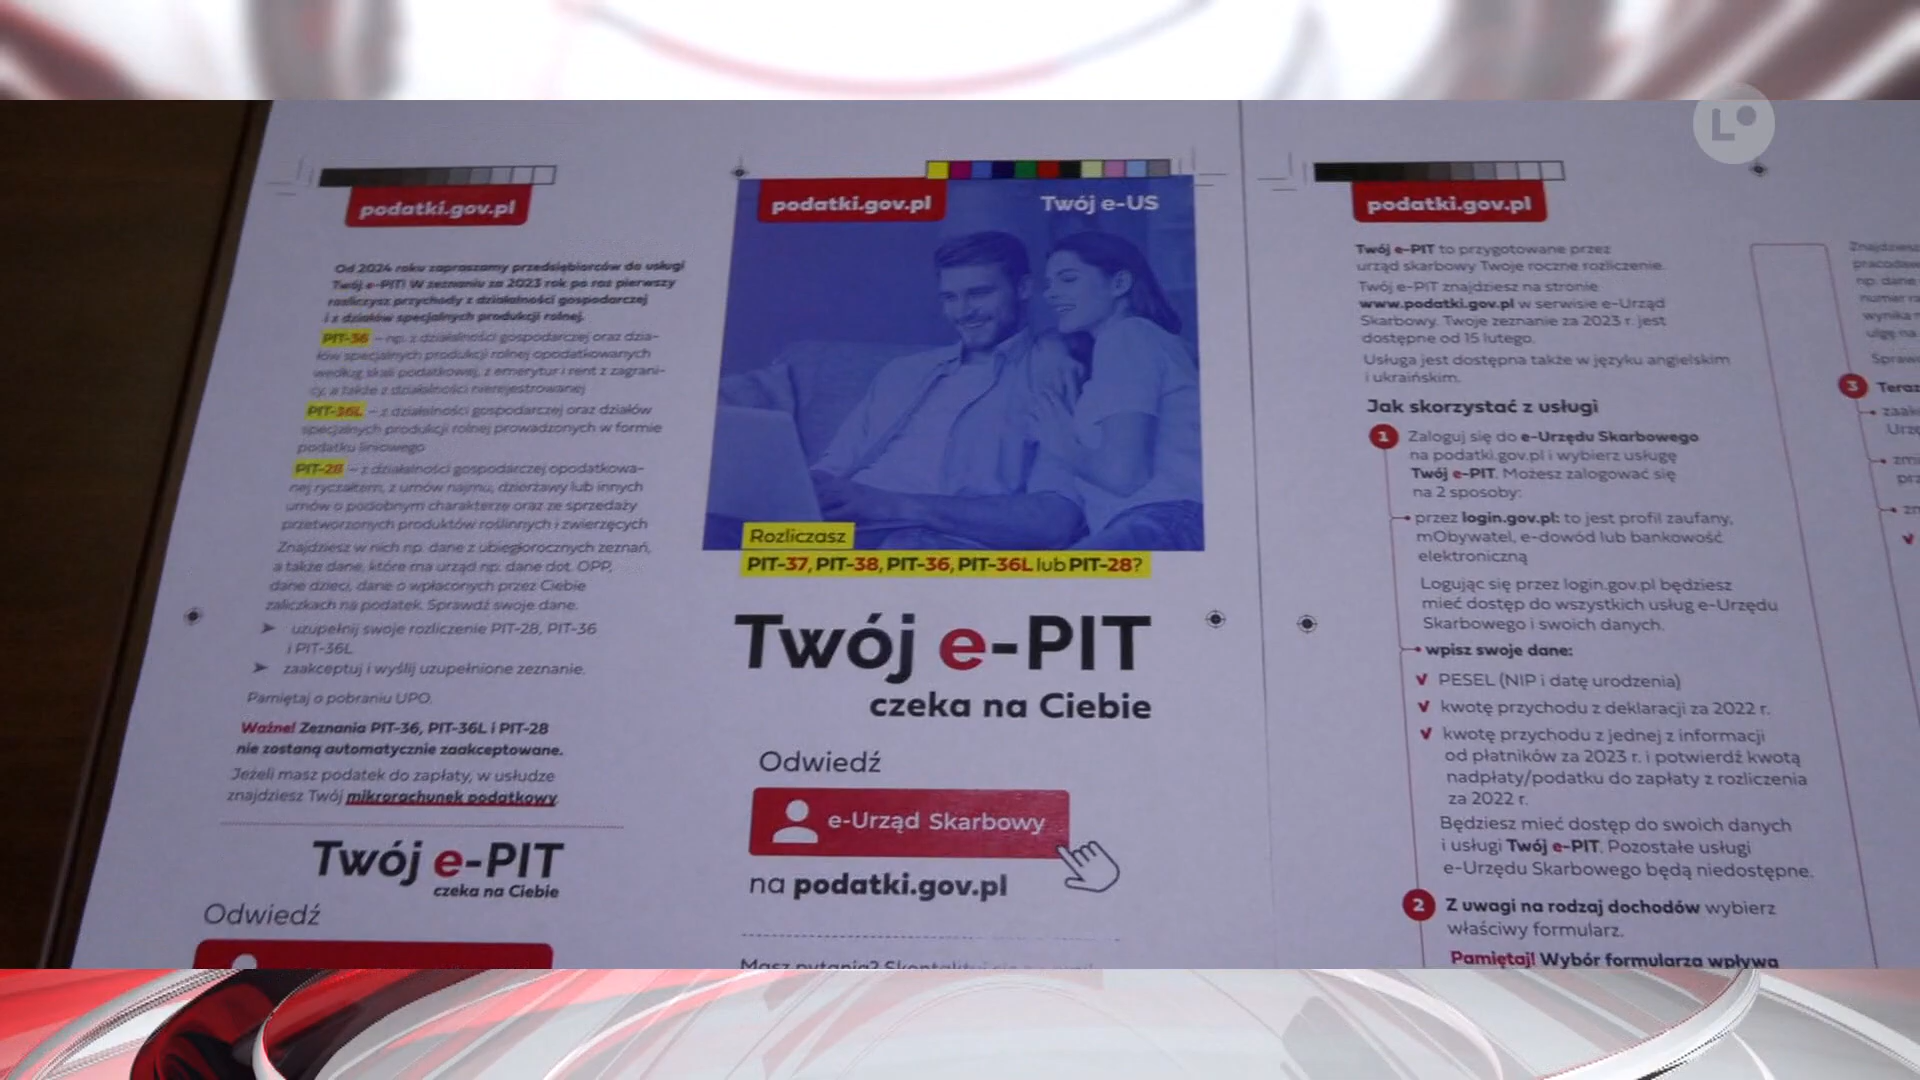 podatki.gov.pl
Od 2024 roku zapraszamy przedsiębiorców do usługi
Twój e-PIT! W zeznaniu za 2023 rok po raz pierwszy
rozliczysz przychody z działalności gospodarczej
i z działów specjalnych produkcji rolnej.
PIT-36 – np. z działalności gospodarczej oraz dzia-
łów specjalnych produkcji rolnej opodatkowanych
według skali podatkowej, z emerytur i rent z zagrani-
cy, a także z działalności nierejestrowanej
PIT-36L – z działalności gospodarczej oraz działów
specjalnych produkcji rolnej prowadzonych w formie
podatku liniowego
PIT-28 – z działalności gospodarczej opodatkowa-
nej ryczałtem, z umów najmu, dzierżawy lub innych
umów o podobnym charakterze oraz ze sprzedaży
przetworzonych produktów roślinnych i zwierzęcych
Znajdziesz w nich np. dane z ubiegłorocznych zeznań,
a także dane, które ma urząd np. dane dot. OPP,
dane dzieci, dane o wpłaconych przez Ciebie
zaliczkach na podatek. Sprawdź swoje dane.
➤ uzupełnij swoje rozliczenie PIT-28, PIT-36
i PIT-36L
➤ zaakceptuj i wyślij uzupełnione zeznanie.
Pamiętaj o pobraniu UPO.
Ważne! Zeznania PIT-36, PIT-36L i PIT-28
nie zostaną automatycznie zaakceptowane.
Jeżeli masz podatek do zapłaty, w usłudze
znajdziesz Twój mikrorachunek podatkowy.
Twój e-PIT
czeka na Ciebie
Odwiedź
podatki.gov.pl
Twój e-US
Rozliczasz
PIT-37, PIT-38, PIT-36, PIT-36L lub PIT-28?
Twój e-PIT
czeka na Ciebie
Odwiedź
e-Urząd Skarbowy
na podatki.gov.pl
Masz pytania?
podatki.gov.pl
Twój e-PIT to przygotowane przez
urząd skarbowy Twoje roczne rozliczenie.
Twój e-PIT znajdziesz na stronie
www.podatki.gov.pl w serwisie e-Urząd
Skarbowy. Twoje zeznanie za 2023 r. jest
dostępne od 15 lutego.
Usługa jest dostępna także w języku angielskim
i ukraińskim.
Jak skorzystać z usługi
1 Zaloguj się do e-Urzędu Skarbowego
na podatki.gov.pl i wybierz usługę
Twój e-PIT. Możesz zalogować się
na 2 sposoby:
przez login.gov.pl: to jest profil zaufany,
mObywatel, e-dowód lub bankowość
elektroniczną
Logując się przez login.gov.pl będziesz
mieć dostęp do wszystkich usług e-Urzędu
Skarbowego i swoich danych.
wpisz swoje dane:
PESEL (NIP i datę urodzenia)
kwotę przychodu z deklaracji za 2022 r.
kwotę przychodu z jednej z informacji
od płatników za 2023 r. i potwierdź kwotą
nadpłaty/podatku do zapłaty z rozliczenia
za 2022 r.
Będziesz mieć dostęp do swoich danych
i usługi Twój e-PIT. Pozostałe usługi
e-Urzędu Skarbowego będą niedostępne.
2 Z uwagi na rodzaj dochodów wybierz
właściwy formularz.
Pamiętaj! Wybór formularza wpływa
np. dane
3
LO